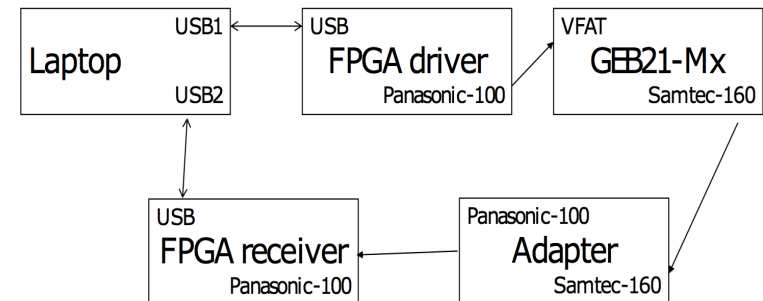 USB1
Laptop
USB2
USB
FPGA driver
Panasonic-100
VFAT
GEB21-Mx
Samtec-160
USB
FPGA receiver
Panasonic-100
Panasonic-100
Adapter
Samtec-160